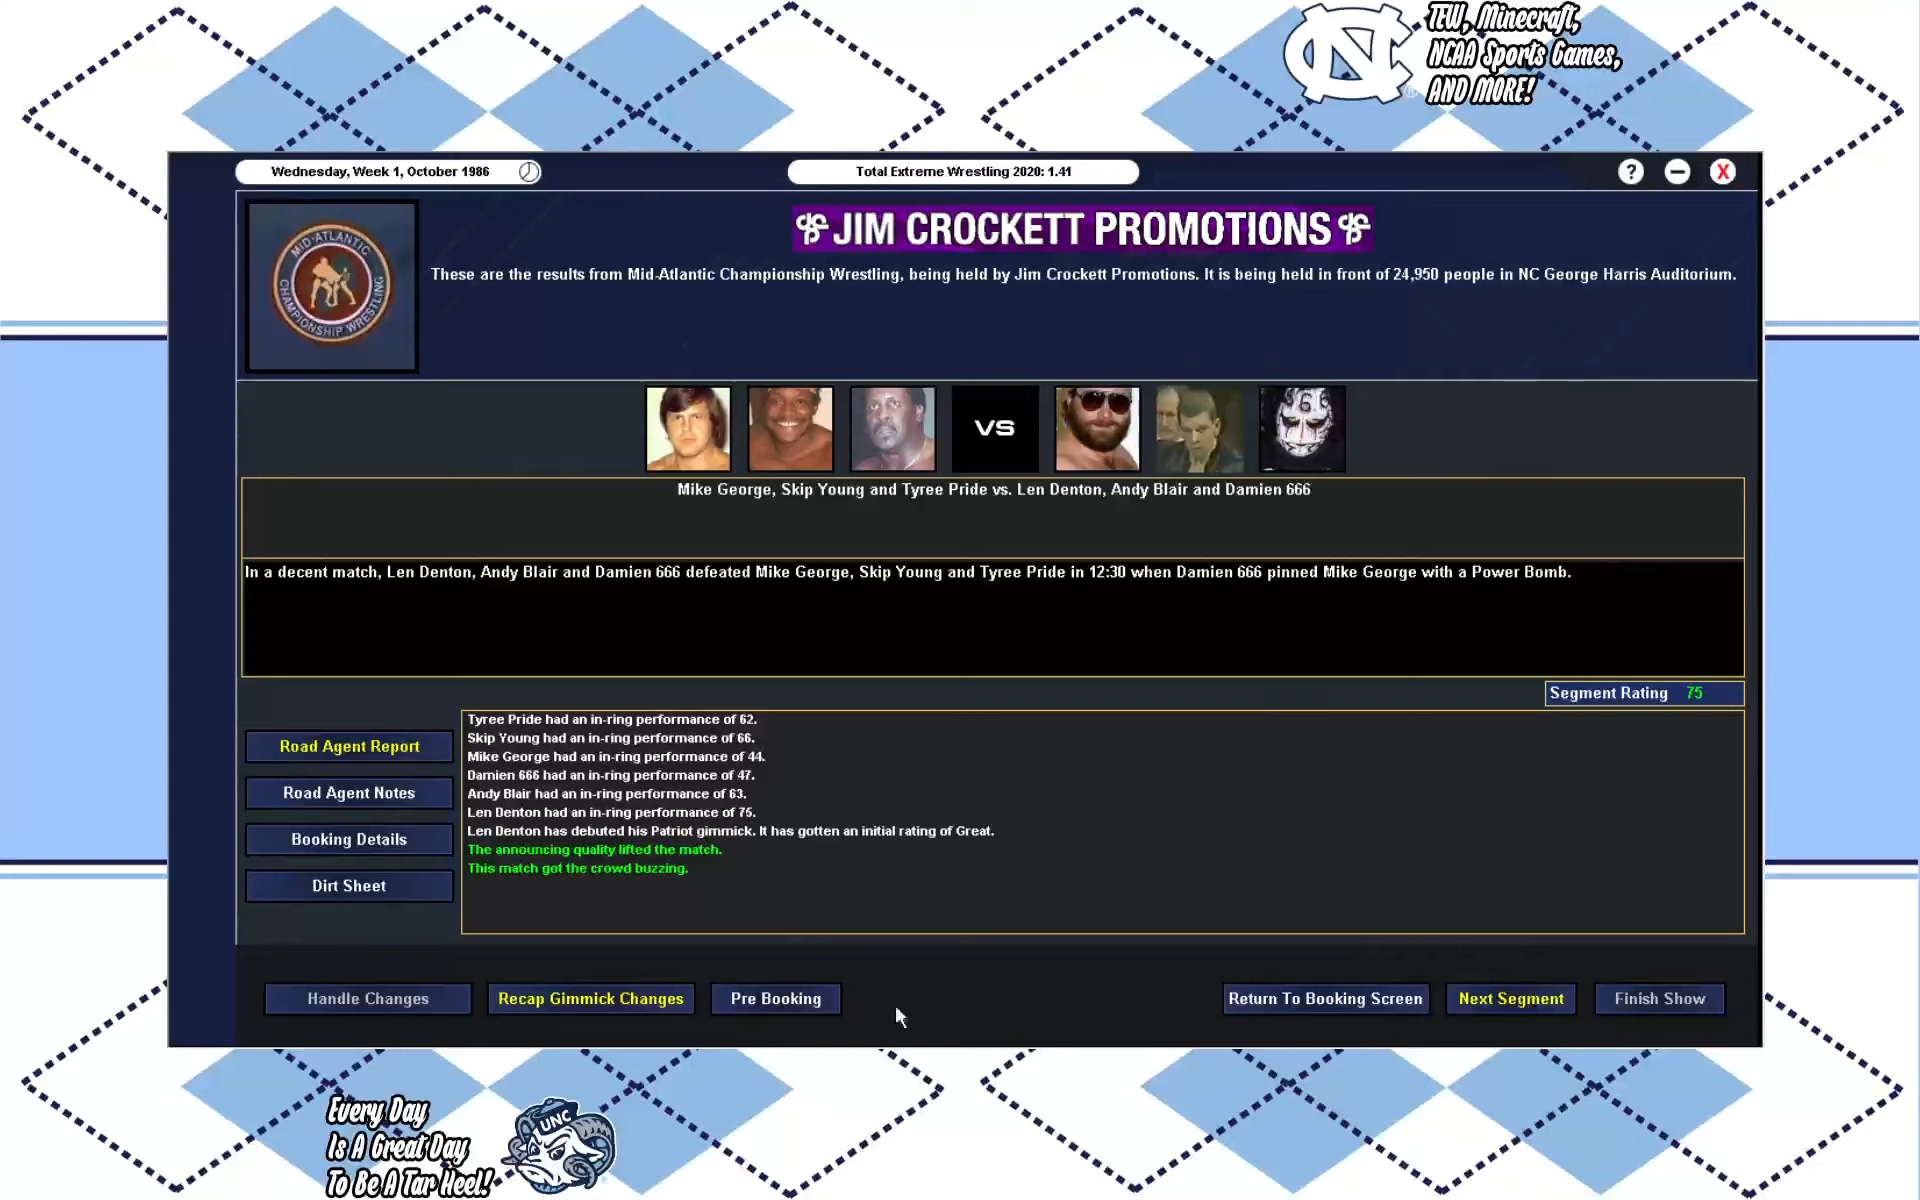 TEW, Minecraft,
NCAA Sports Games,
AND MORE!
NC
Wednesday, Week 1, October 1986
Total Extreme Wrestling 2020: 1.41
?
X
MID-ATLANTIC
CHAMPIONSHIP WRESTLING
JIM CROCKETT PROMOTIONS
These are the results from Mid-Atlantic Championship Wrestling, being held by Jim Crockett Promotions. It is being held in front of 24,950 people in NC George Harris Auditorium.
VS
666
Mike George, Skip Young and Tyree Pride vs. Len Denton, Andy Blair and Damien 666
In a decent match, Len Denton, Andy Blair and Damien 666 defeated Mike George, Skip Young and Tyree Pride in 12:30 when Damien 666 pinned Mike George with a Power Bomb.
Segment Rating 75
Road Agent Report
Road Agent Notes
Booking Details
Dirt Sheet
Tyree Pride had an in-ring performance of 62.
Skip Young had an in-ring performance of 66.
Mike George had an in-ring performance of 44.
Damien 666 had an in-ring performance of 47.
Andy Blair had an in-ring performance of 63.
Len Denton had an in-ring performance of 75.
Len Denton has debuted his Patriot gimmick. It has gotten an initial rating of Great.
The announcing quality lifted the match.
This match got the crowd buzzing.
Handle Changes
Recap Gimmick Changes
Pre Booking
Return To Booking Screen
Next Segment
Finish Show
Every Day
Is A Great Day
To Be A Tar Heel!
UNC